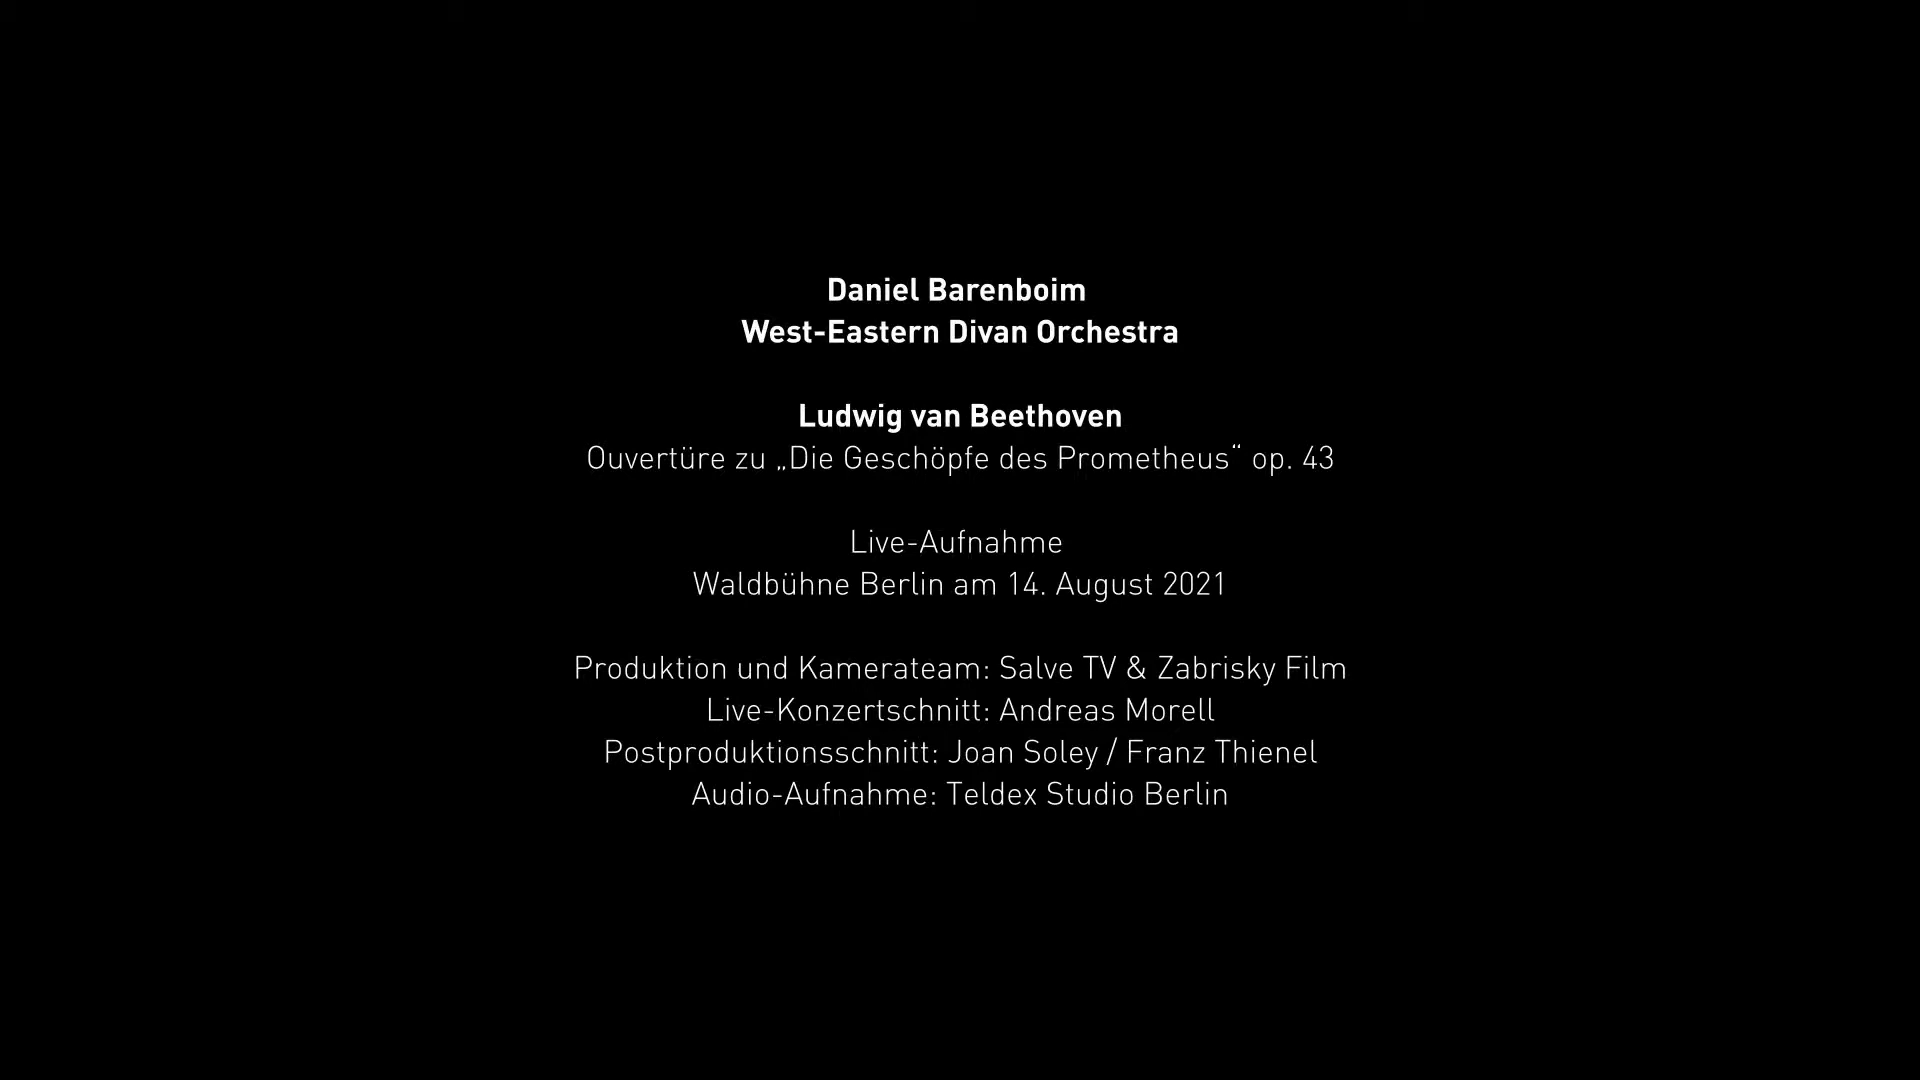 Daniel Barenboim
West-Eastern Divan Orchestra
Ludwig van Beethoven
Ouvertüre zu „Die Geschöpfe des Prometheus“ op. 43
Live-Aufnahme
Waldbühne Berlin am 14. August 2021
Produktion und Kamerateam: Salve TV & Zabrisky Film
Live-Konzertschnitt: Andreas Morell
Postproduktionsschnitt: Joan Soley / Franz Thienel
Audio-Aufnahme: Teldex Studio Berlin